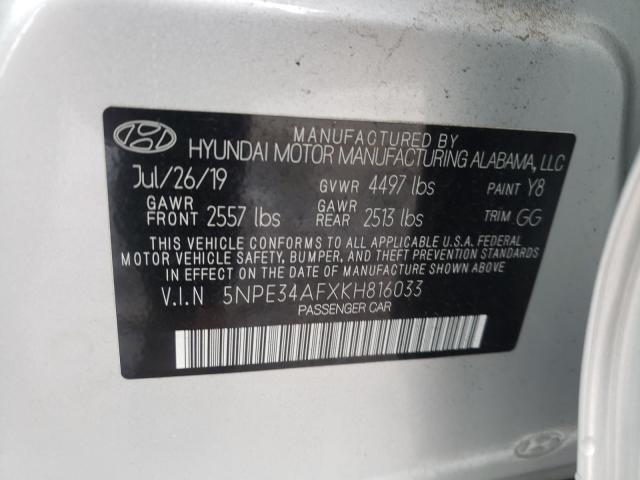 MANUFACTURED BY
HYUNDAI MOTOR MANUFACTURING ALABAMA, LLC
Jul/26/19 GVWR 4497 lbs PAINT Y8
GAWR FRONT 2557 lbs GAWR REAR 2513 lbs TRIM GG
THIS VEHICLE CONFORMS TO ALL APPLICABLE U.S.A. FEDERAL
MOTOR VEHICLE SAFETY, BUMPER, AND THEFT PREVENTION STANDARDS
IN EFFECT ON THE DATE OF MANUFACTURE SHOWN ABOVE.
V.I.N 5NPE34AFXKH816033
PASSENGER CAR